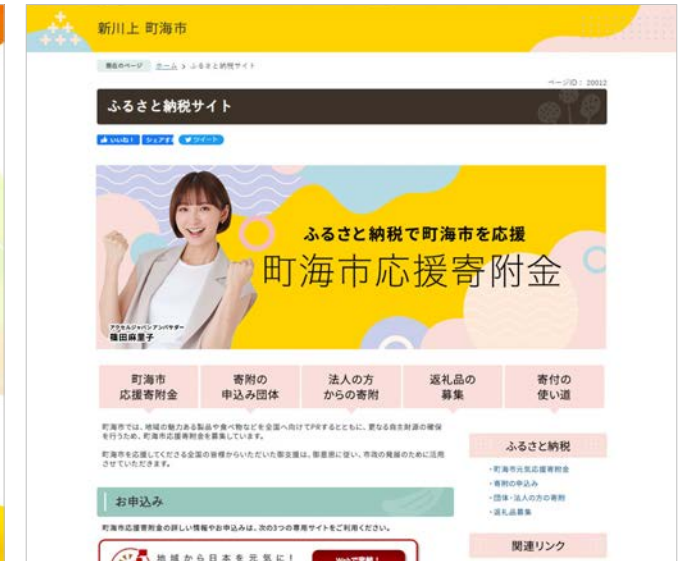 新川上 町海市
現在のページ ホーム > ふるさと納税サイト
ページID : 20012
ふるさと納税サイト
いいね! シェアす ツイート
ふるさと納税で町海市を応援
町海市応援寄附金
アクセルジャパンアンバサダー
篠田麻里子
町海市
応援寄附金
寄附の
申込み団体
法人の方
からの寄附
返礼品の
募集
寄付の
使い道
町海市では、地域の魅力ある製品や食べ物などを全国へ向けてPRするとともに、更なる自主財源の確保
を行うため、町海市応援寄附金を募集しています。
町海市を応援してくださる全国の皆様からいただいた御支援は、御意思に従い、市政の発展のために活用
させていただきます。
お申込み
町海市応援寄附金の詳しい情報やお申込みは、次の3つの専用サイトをご利用ください。
地域から日本を元気に!
ふるさと納税
・町海市元気応援寄附金
・寄附の申込み
・団体・法人の方の寄附
・返礼品募集
関連リンク